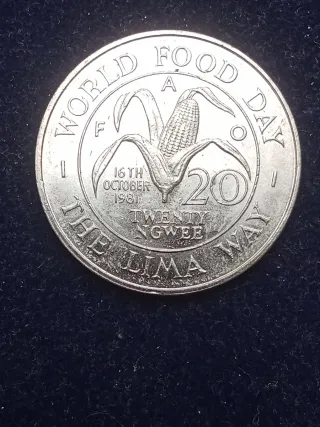 WORLD FOOD DAY
F A O
16TH
OCTOBER
1981
20
TWENTY
NGWEE
THE LIMA WAY